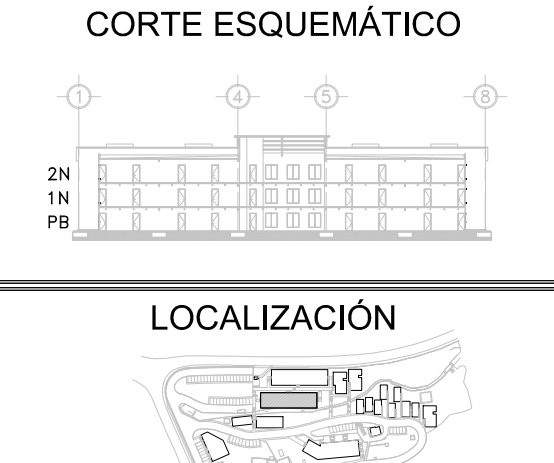 CORTE ESQUEMÁTICO
1 4 5 8
2N
1N
PB
LOCALIZACIÓN